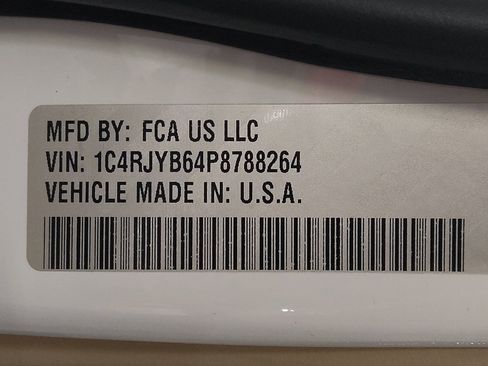 MFD BY: FCA US LLC
VIN: 1C4RJYB64P8788264
VEHICLE MADE IN: U.S.A.